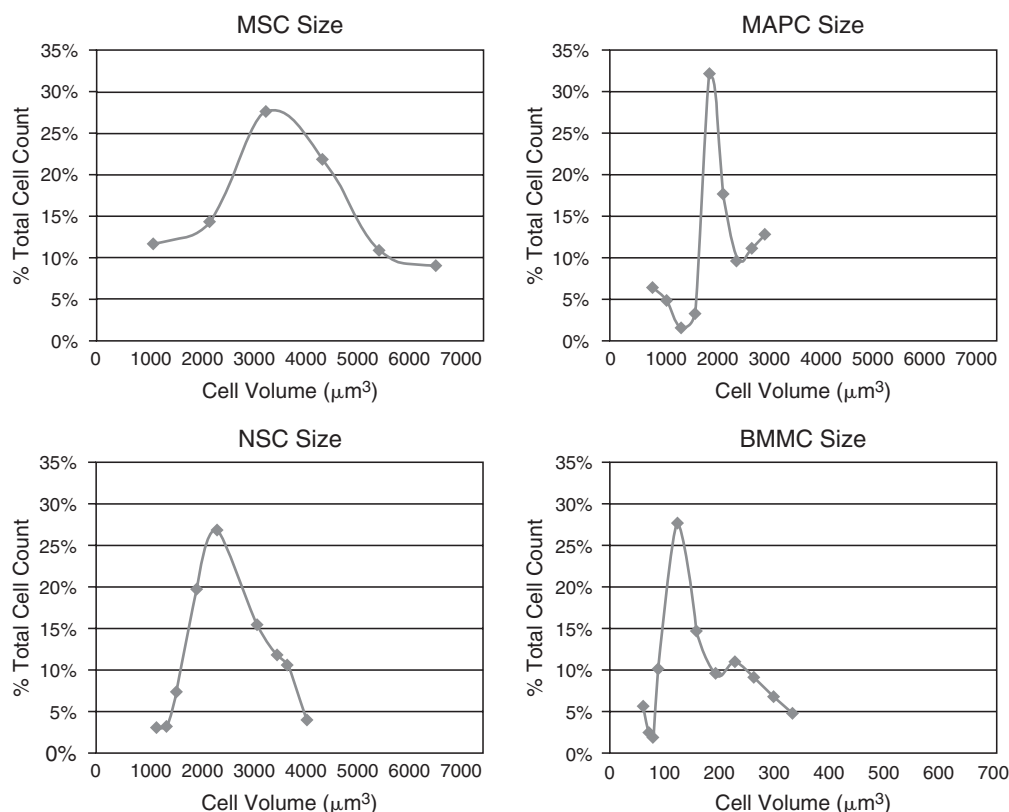 MSC Size
35%
30%
25%
20%
15%
10%
5%
0%
% Total Cell Count
0 1000 2000 3000 4000 5000 6000 7000
Cell Volume (μm³)
MAPC Size
35%
30%
25%
20%
15%
10%
5%
0%
% Total Cell Count
0 1000 2000 3000 4000 5000 6000 7000
Cell Volume (μm³)
NSC Size
35%
30%
25%
20%
15%
10%
5%
0%
% Total Cell Count
0 1000 2000 3000 4000 5000 6000 7000
Cell Volume (μm³)
BMMC Size
35%
30%
25%
20%
15%
10%
5%
0%
% Total Cell Count
0 100 200 300 400 500 600 700
Cell Volume (μm³)